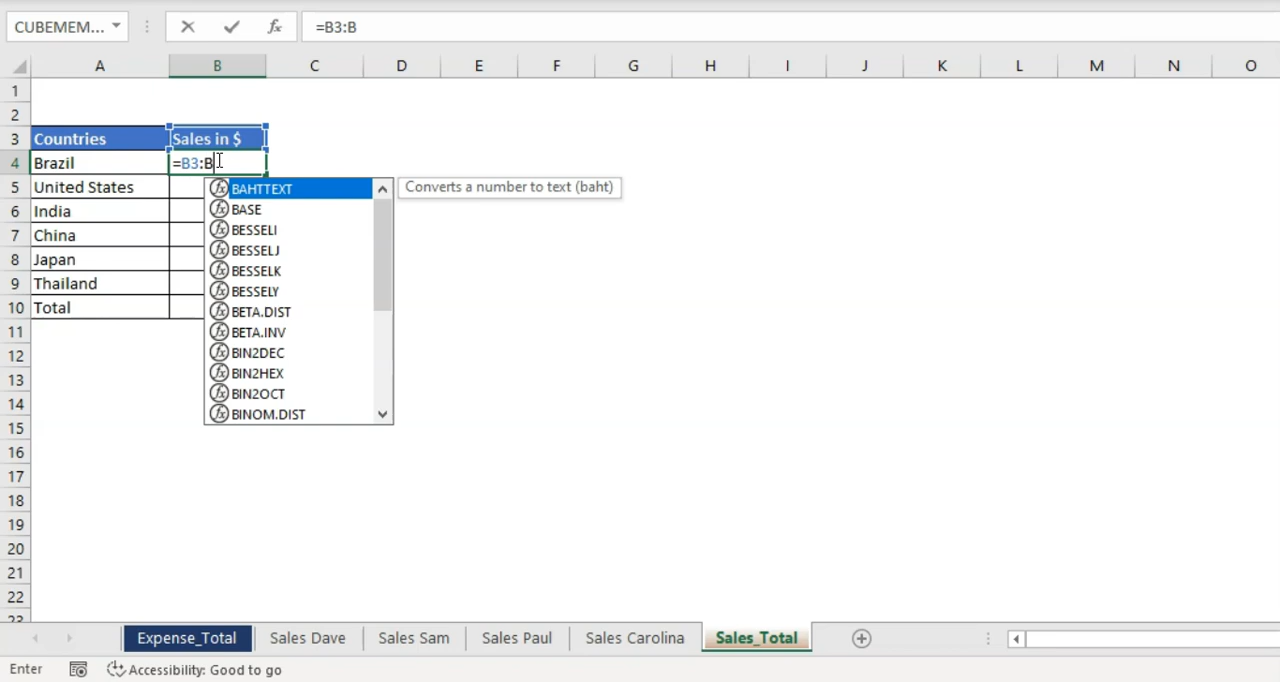 CUBEMEM... =B3:B
A B C D E F G H I J K L M N O
1
2
3 Countries Sales in $
4 Brazil =B3:B
5 United States BAHTTEXT Converts a number to text (baht)
BASE
6 India
BESSELI
7 China
BESSELJ
8 Japan
BESSELK
9 Thailand
BESSELY
10 Total
BETA.DIST
11
BETA.INV
12 BIN2DEC
13 BIN2HEX
14 BIN2OCT
BINOM.DIST
15
16
17
18
19
20
21
22
23
Expense_Total Sales Dave Sales Sam Sales Paul Sales Carolina Sales_Total
Enter Accessibility: Good to go